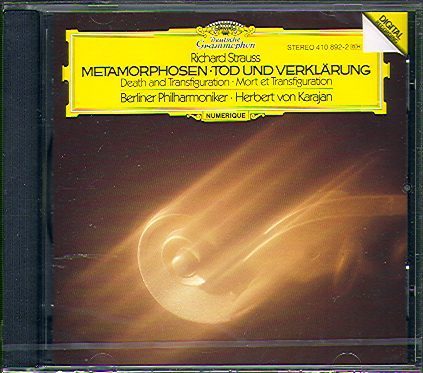 Deutsche
Grammophon
STEREO 410 892-2
DIGITAL
Richard Strauss
METAMORPHOSEN · TOD UND VERKLÄRUNG
Death and Transfiguration · Mort et Transfiguration
Berliner Philharmoniker · Herbert von Karajan
NUMERIQUE